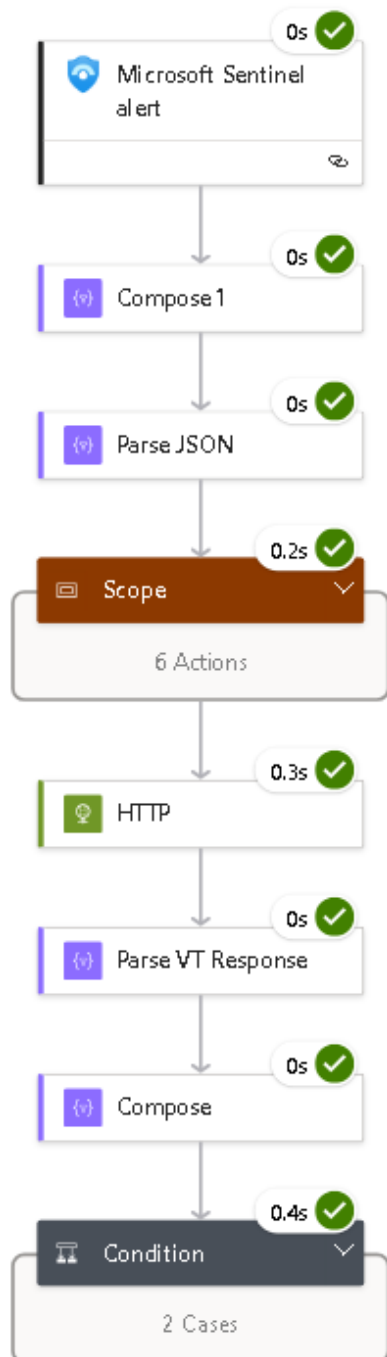 0s
Microsoft Sentinel
alert
0s
Compose 1
0s
Parse JSON
0.2s
Scope
6 Actions
0.3s
HTTP
0s
Parse VT Response
0s
Compose
0.4s
Condition
2 Cases